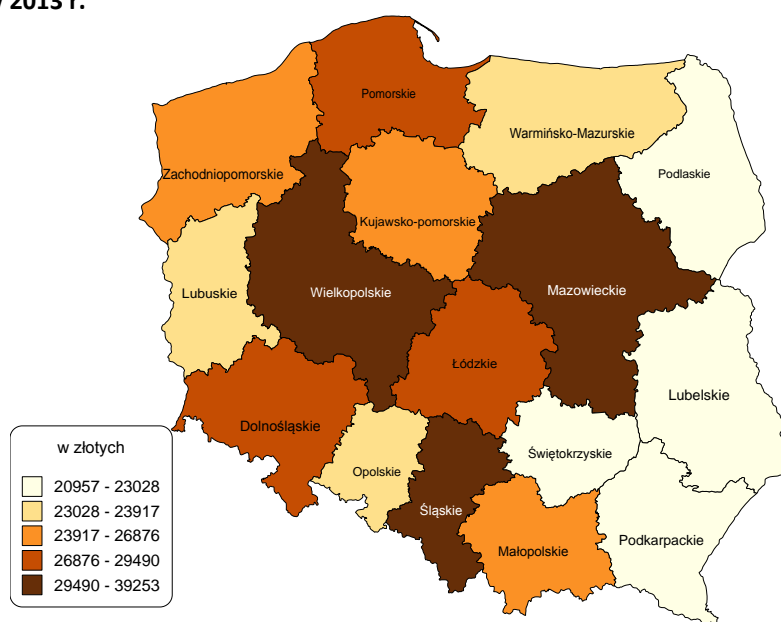 w 2013 r.
Pomorskie
Warmińsko-Mazurskie
Zachodniopomorskie
Podlaskie
Kujawsko-pomorskie
Lubuskie
Wielkopolskie
Mazowieckie
Łódzkie
Lubelskie
Dolnośląskie
Opolskie
Świętokrzyskie
Śląskie
Małopolskie
Podkarpackie
w złotych
20957 - 23028
23028 - 23917
23917 - 26876
26876 - 29490
29490 - 39253